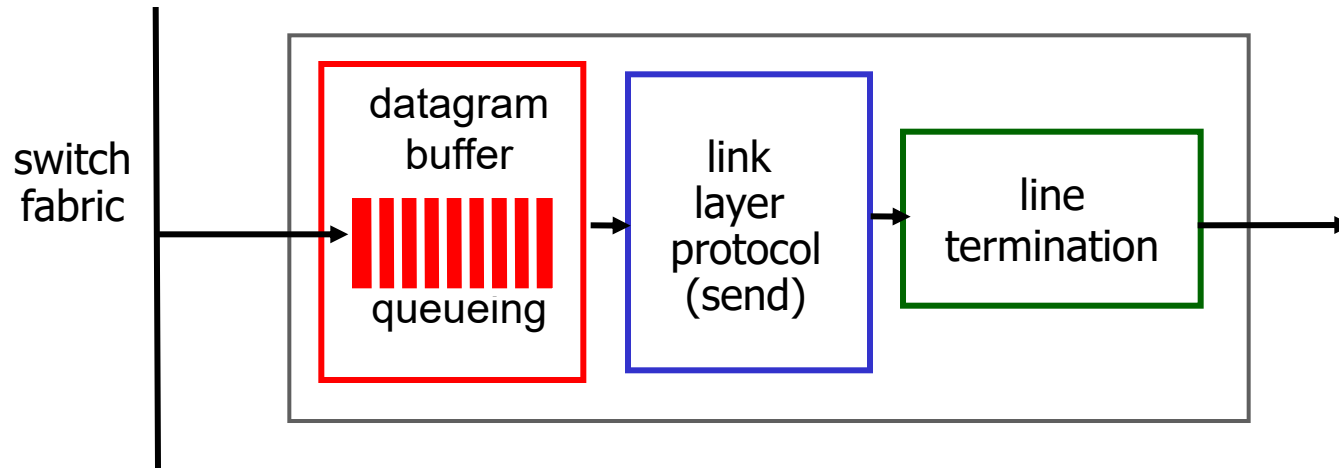 switch
fabric
datagram
buffer
queueing
link
layer
protocol
(send)
line
termination